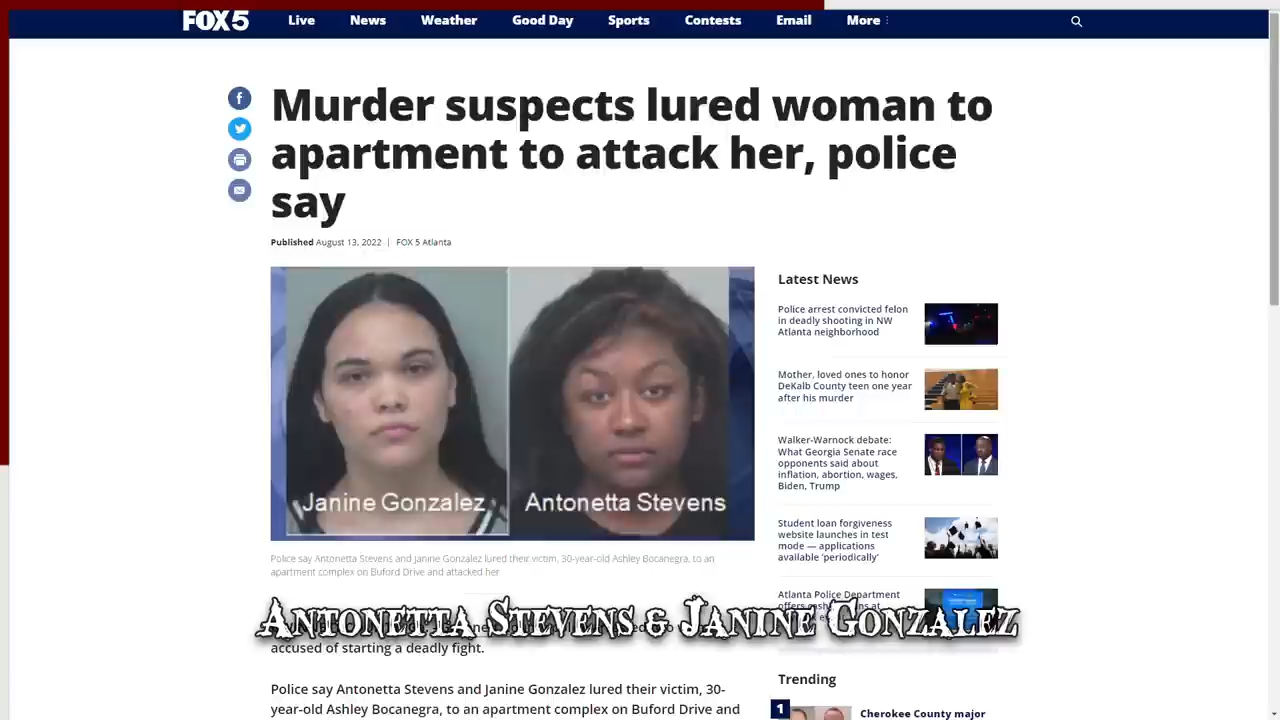 FOX 5
Live News Weather Good Day Sports Contests Email More
Murder suspects lured woman to
apartment to attack her, police
say
Published August 13, 2022 | FOX 5 Atlanta
Janine Gonzalez
Antonetta Stevens
Police say Antonetta Stevens and Janine Gonzalez lured their victim, 30-year-old Ashley Bocanegra, to an
apartment complex on Buford Drive and attacked her
Antonetta Stevens & Janine Gonzalez
accused of starting a deadly fight.
Police say Antonetta Stevens and Janine Gonzalez lured their victim, 30-
year-old Ashley Bocanegra, to an apartment complex on Buford Drive and
Latest News
Police arrest convicted felon
in deadly shooting in NW
Atlanta neighborhood
Mother, loved ones to honor
DeKalb County teen one year
after his murder
Walker-Warnock debate:
What Georgia Senate race
opponents said about
inflation, abortion, wages,
Biden, Trump
Student loan forgiveness
website launches in test
mode — applications
available 'periodically'
Atlanta Police Department
offers
Trending
1
Cherokee County major